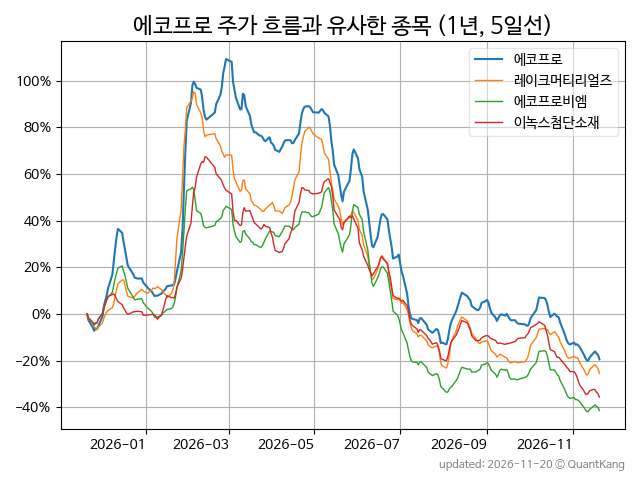 에코프로 주가 흐름과 유사한 종목 (1년, 5일선)
에코프로
레이크머티리얼즈
에코프로비엠
이녹스첨단소재
100%
80%
60%
40%
20%
0%
−20%
−40%
2026-01
2026-03
2026-05
2026-07
2026-09
2026-11
updated: 2026-11-20 © QuantKang